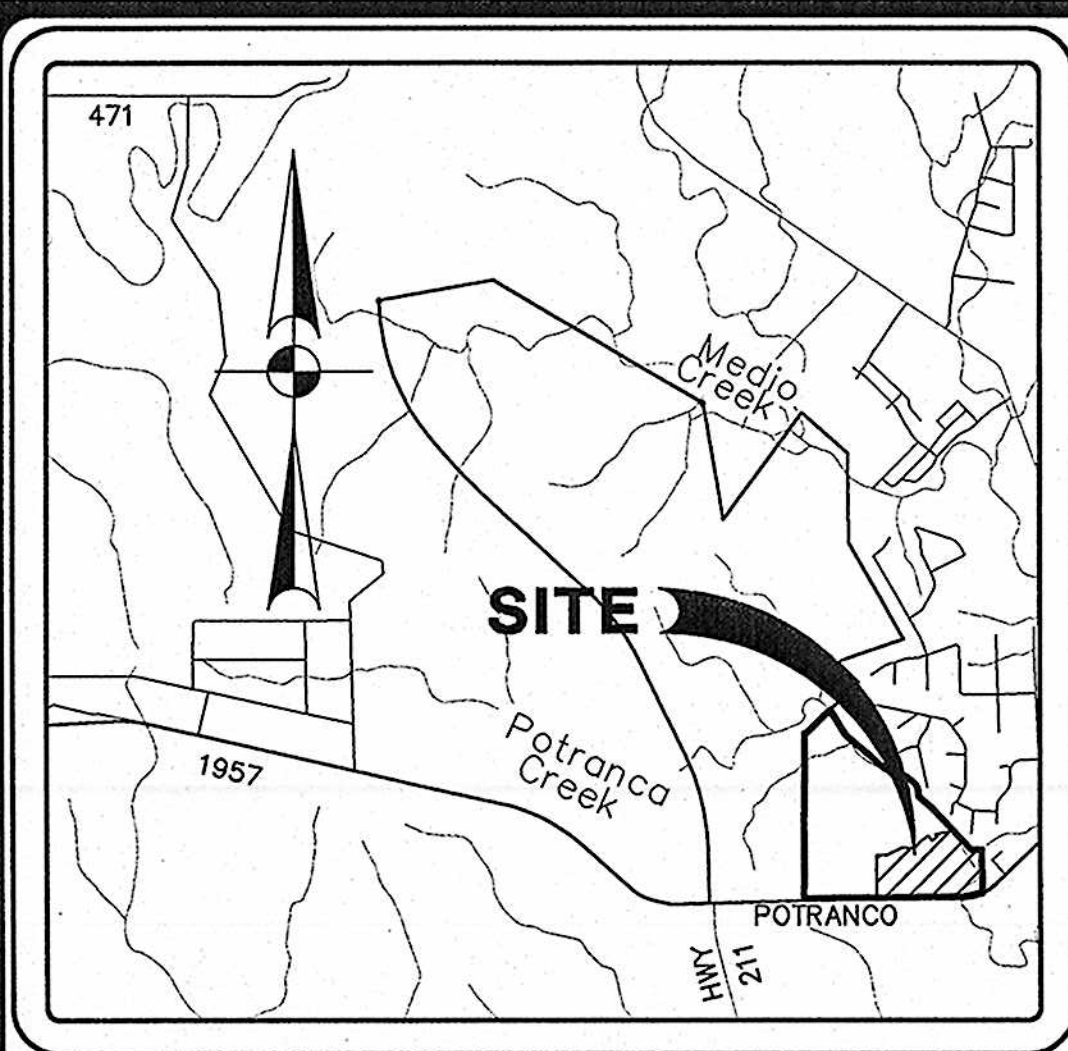 471
Medio
Creek
SITE
Potranca
Creek
1957
POTRANCO
HWY
211